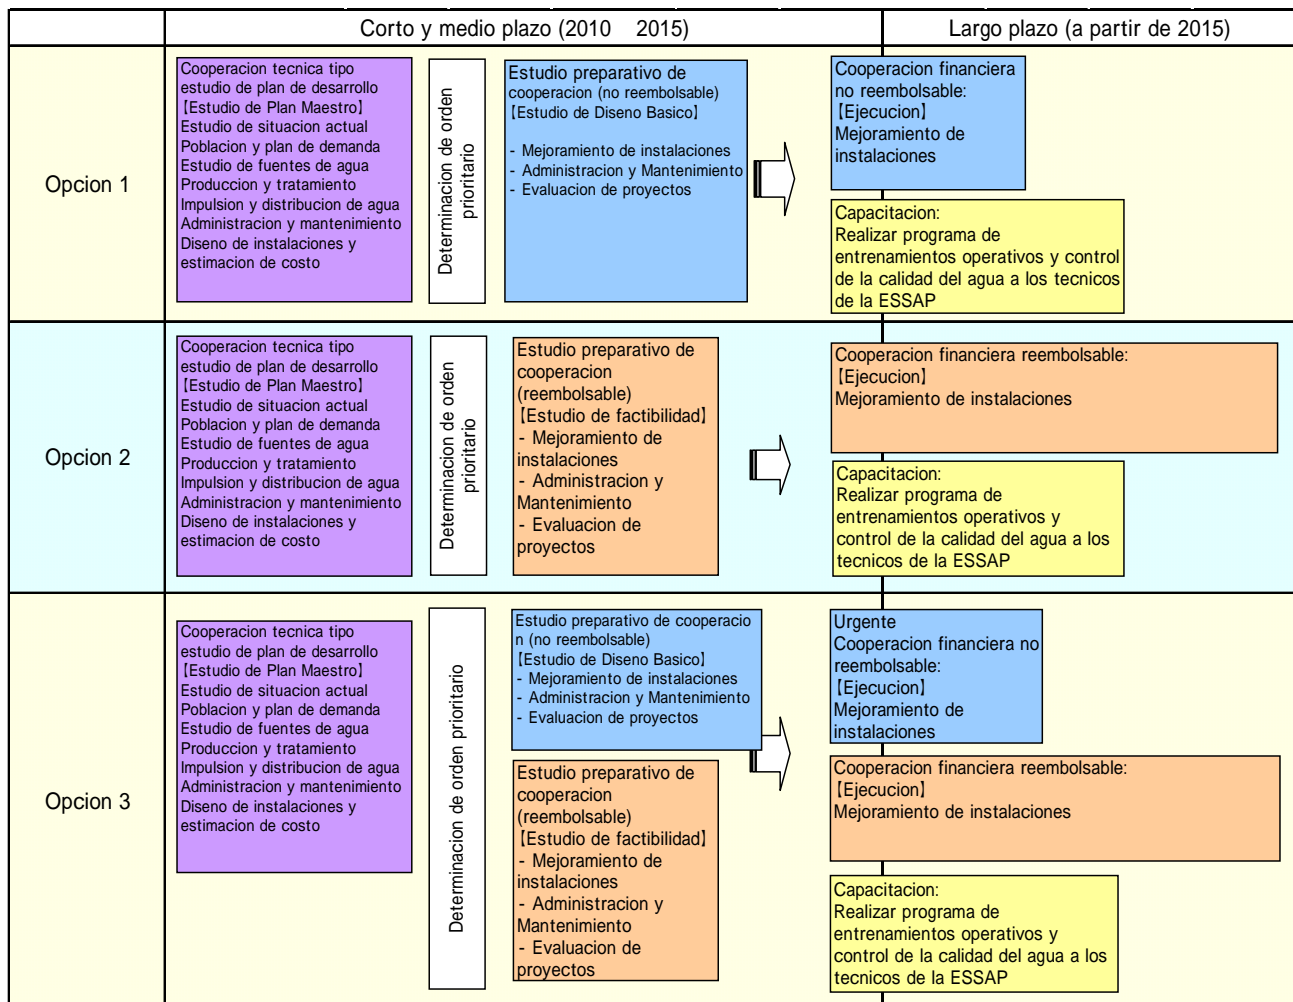 Corto y medio plazo (2010 2015)
Largo plazo (a partir de 2015)
Opcion 1
Cooperacion tecnica tipo
estudio de plan de desarrollo
【Estudio de Plan Maestro】
Estudio de situacion actual
Poblacion y plan de demanda
Estudio de fuentes de agua
Produccion y tratamiento
Impulsion y distribucion de agua
Administracion y mantenimiento
Diseno de instalaciones y
estimacion de costo
Determinacion de orden
prioritario
Estudio preparativo de
cooperacion (no reembolsable)
【Estudio de Diseno Basico】
- Mejoramiento de instalaciones
- Administracion y Mantenimiento
- Evaluacion de proyectos
Cooperacion financiera
no reembolsable:
【Ejecucion】
Mejoramiento de
instalaciones
Capacitacion:
Realizar programa de
entrenamientos operativos y control
de la calidad del agua a los tecnicos
de la ESSAP
Opcion 2
Cooperacion tecnica tipo
estudio de plan de desarrollo
【Estudio de Plan Maestro】
Estudio de situacion actual
Poblacion y plan de demanda
Estudio de fuentes de agua
Produccion y tratamiento
Impulsion y distribucion de agua
Administracion y mantenimiento
Diseno de instalaciones y
estimacion de costo
Determinacion de orden
prioritario
Estudio preparativo de
cooperacion
(reembolsable)
【Estudio de factibilidad】
- Mejoramiento de
instalaciones
- Administracion y
Mantenimiento
- Evaluacion de
proyectos
Cooperacion financiera reembolsable:
【Ejecucion】
Mejoramiento de instalaciones
Capacitacion:
Realizar programa de
entrenamientos operativos y
control de la calidad del agua a los
tecnicos de la ESSAP
Opcion 3
Cooperacion tecnica tipo
estudio de plan de desarrollo
【Estudio de Plan Maestro】
Estudio de situacion actual
Poblacion y plan de demanda
Estudio de fuentes de agua
Produccion y tratamiento
Impulsion y distribucion de agua
Administracion y mantenimiento
Diseno de instalaciones y
estimacion de costo
Determinacion de orden prioritario
Estudio preparativo de cooperacio
n (no reembolsable)
【Estudio de Diseno Basico】
- Mejoramiento de instalaciones
- Administracion y Mantenimiento
- Evaluacion de proyectos
Estudio preparativo de
cooperacion
(reembolsable)
【Estudio de factibilidad】
- Mejoramiento de
instalaciones
- Administracion y
Mantenimiento
- Evaluacion de
proyectos
Urgente
Cooperacion financiera no
reembolsable:
【Ejecucion】
Mejoramiento de
instalaciones
Cooperacion financiera reembolsable:
【Ejecucion】
Mejoramiento de instalaciones
Capacitacion:
Realizar programa de
entrenamientos operativos y
control de la calidad del agua a los
tecnicos de la ESSAP